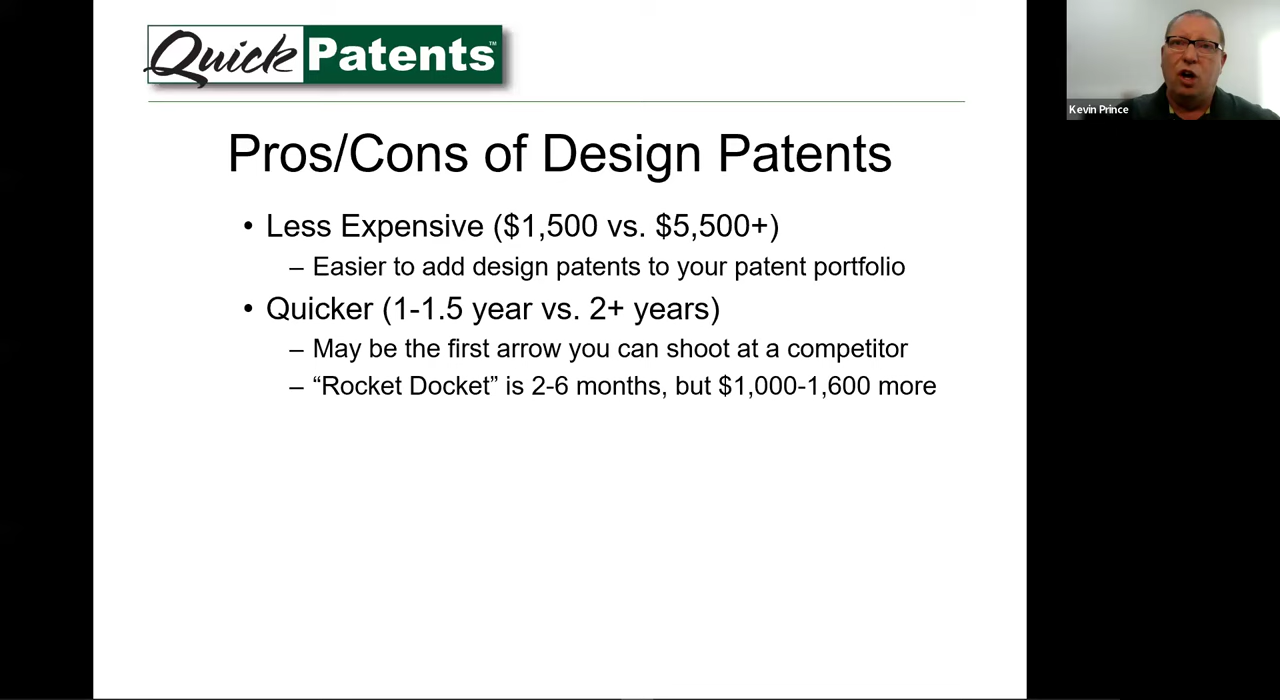 Quick Patents™
Kevin Prince
Pros/Cons of Design Patents
• Less Expensive ($1,500 vs. $5,500+)
– Easier to add design patents to your patent portfolio
• Quicker (1-1.5 year vs. 2+ years)
– May be the first arrow you can shoot at a competitor
– “Rocket Docket” is 2-6 months, but $1,000-1,600 more